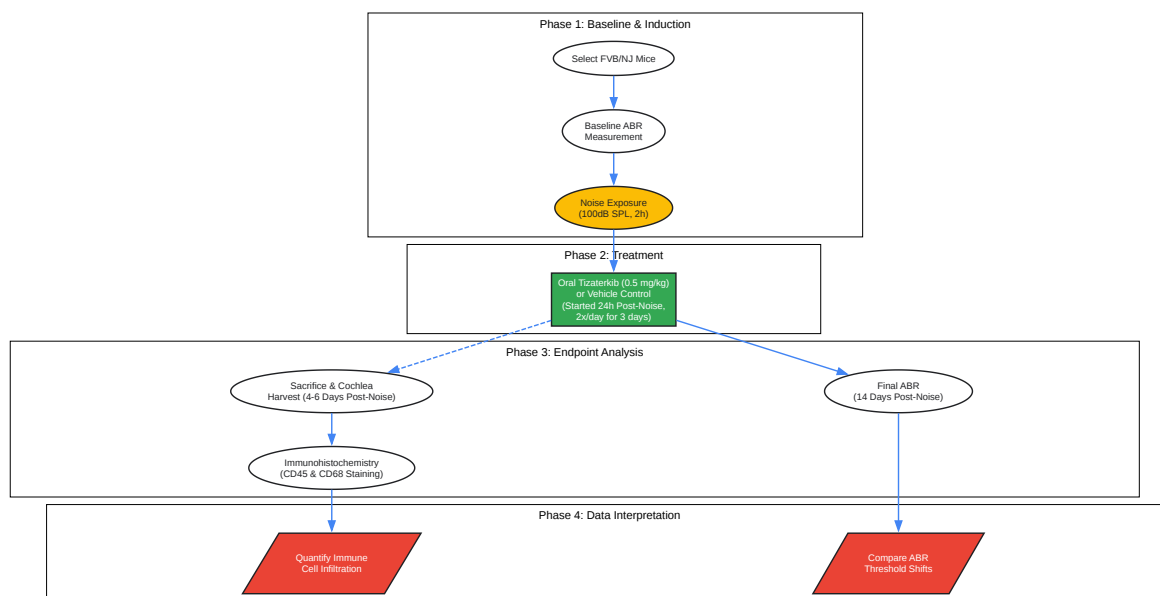 Phase 1: Baseline & Induction
Select FVB/NJ Mice
Baseline ABR
Measurement
Noise Exposure
(100dB SPL, 2h)
Phase 2: Treatment
Oral Tizaterkib (0.5 mg/kg)
or Vehicle Control
(Started 24h Post-Noise,
2x/day for 3 days)
Phase 3: Endpoint Analysis
Sacrifice & Cochlea
Harvest (4-6 Days Post-Noise)
Final ABR
(14 Days Post-Noise)
Immunohistochemistry
(CD45 & CD68 Staining)
Phase 4: Data Interpretation
Quantify Immune
Cell Infiltration
Compare ABR
Threshold Shifts